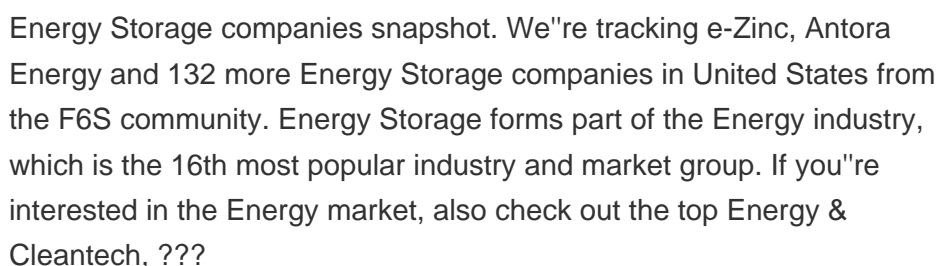 Energy Storage companies snapshot. We"re tracking e-Zinc, Antora
Energy and 132 more Energy Storage companies in United States from
the F6S community. Energy Storage forms part of the Energy industry,
which is the 16th most popular industry and market group. If you"re
interested in the Energy market, also check out the top Energy &
Cleantech, ???